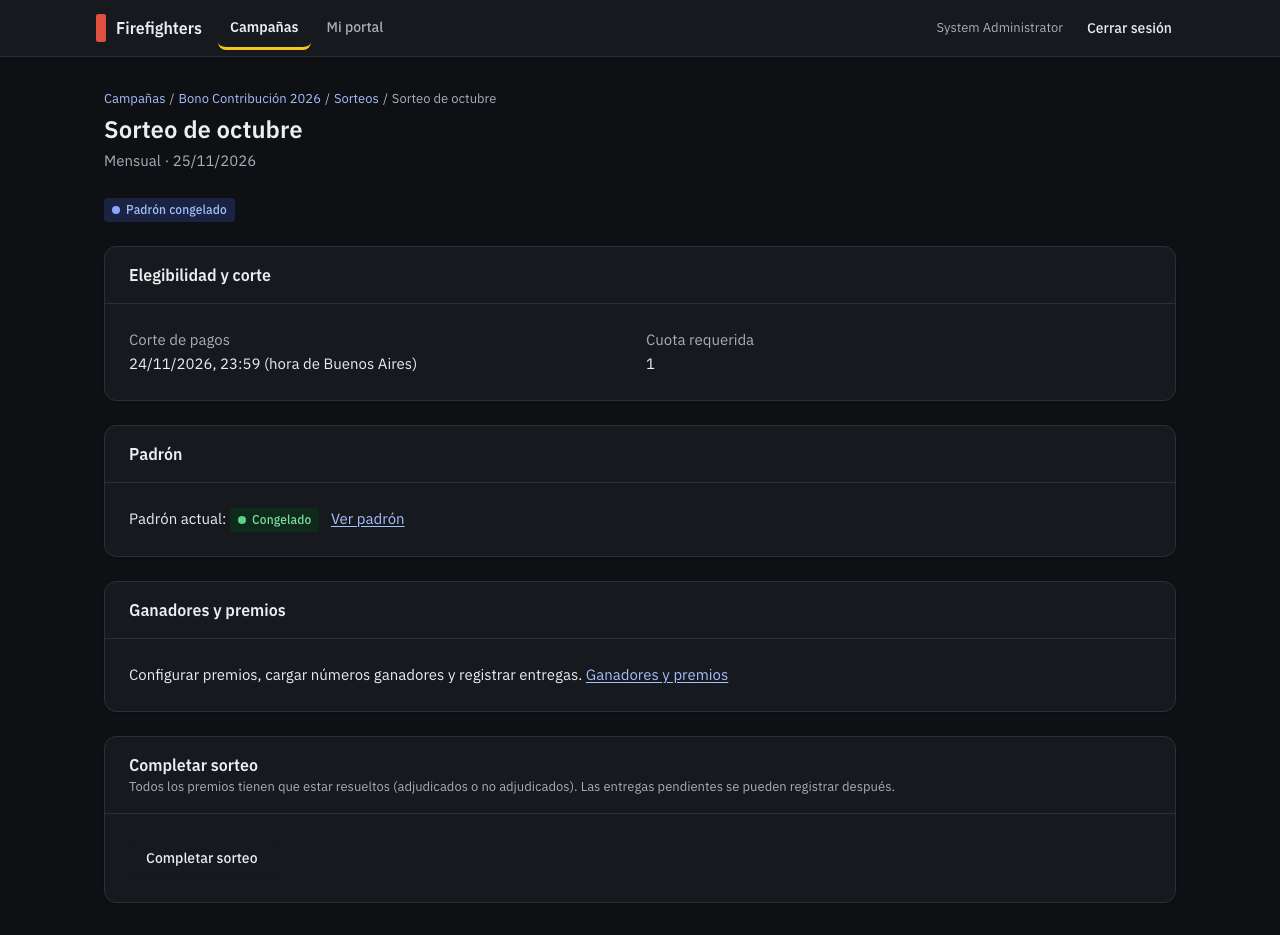 Firefighters Campañas Mi portal System Administrator Cerrar sesión
Campañas / Bono Contribución 2026 / Sorteos / Sorteo de octubre
Sorteo de octubre
Mensual · 25/11/2026
Padrón congelado
Elegibilidad y corte
Corte de pagos Cuota requerida
24/11/2026, 23:59 (hora de Buenos Aires) 1
Padrón
Padrón actual: Congelado Ver padrón
Ganadores y premios
Configurar premios, cargar números ganadores y registrar entregas. Ganadores y premios
Completar sorteo
Todos los premios tienen que estar resueltos (adjudicados o no adjudicados). Las entregas pendientes se pueden registrar después.
Completar sorteo